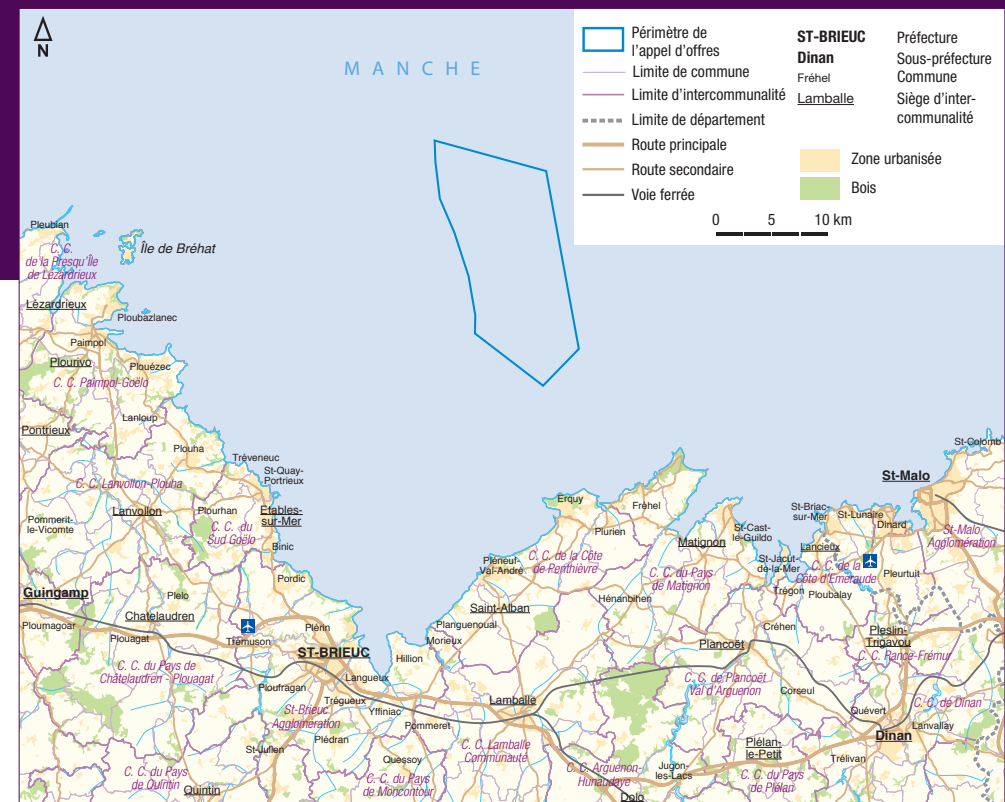 N
M A N C H E
Périmètre de
l'appel d'offres
Limite de commune
Limite d'intercommunalité
Limite de département
Route principale
Route secondaire
Voie ferrée
ST-BRIEUC Préfecture
Dinan Sous-préfecture
Fréhel Commune
Lamballe Siège d'inter-
communalité
Zone urbanisée
Bois
0 5 10 km
Pleubian
Île de Bréhat
C. C.
de la Presqu'Île
de Lézardrieux
Lézardrieux
Ploubazlanec
Paimpol
Plourivo
Plouézec
C. C. Paimpol-Goëlo
Lanloup
Pontrieux
Plouha
Tréveneuc
St-Quay-
Portrieux
C. C. Lanvollon-Plouha
Lanvollon
Plourhan
Etables-
sur-Mer
Pommerit-
le-Vicomte
C. C. du
Sud Goëlo
Binic
Pordic
Guingamp
Plelo
Chatelaudren
Ploumagoar
Plouagat
Trémuson
Plérin
ST-BRIEUC
C. C. du Pays de
Châtelaudren - Plouagat
Ploufragan
Langueux
Trégueux
Yffiniac
St-Brieuc
Agglomération
Plédran
St-Julien
Quessoy
C. C. du Pays
de Quintin
Quintin
C. C. du Pays
de Moncontour
Hillion
Morieux
Planguenoual
Pommeret
Lamballe
C. C. Lamballe
Communauté
Saint-Alban
Pléneuf-
Val-André
Erquy
Plurien
Fréhel
C. C. de la Côte
de Penthièvre
Hénanbihen
Matignon
C. C. du Pays
de Matignon
St-Cast-
le-Guildo
St-Jacut-
de-la-Mer
St-Briac-
sur-Mer
St-Lunaire
Lancieux
Dinard
St-Malo
St-Colomb
St-Malo
Agglomération
C. C. de la
Côte d'Emeraude
Pleurtuit
Trégon
Ploubalay
Créhen
Plancoët
Pleslin-
Trigavou
C. C. Rance-Frémur
C. C. de Plancoët
Val d'Arguenon
Corseul
Quévert
C. C. de Dinan
Lanvallay
Dinan
Plélan-
le-Petit
Trélivan
Jugon-
les-Lacs
C. C. du Pays
de Plélan
C. C. Arguenon-
Hunaudaye
Dolo